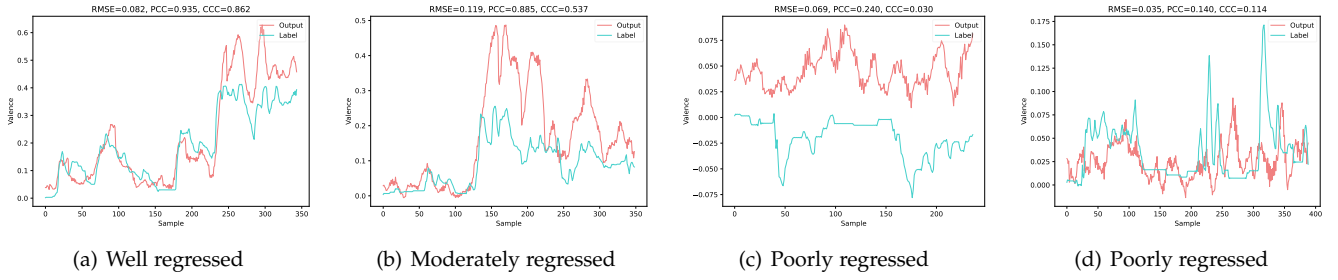 RMSE=0.082, PCC=0.935, CCC=0.862
Output
Label
Valence
0.6
0.5
0.4
0.3
0.2
0.1
0.0
0 50 100 150 200 250 300 350
Sample
(a) Well regressed
RMSE=0.119, PCC=0.885, CCC=0.537
Output
Label
Valence
0.5
0.4
0.3
0.2
0.1
0.0
0 50 100 150 200 250 300 350
Sample
(b) Moderately regressed
RMSE=0.069, PCC=0.240, CCC=0.030
Output
Label
Valence
0.075
0.050
0.025
0.000
−0.025
−0.050
−0.075
0 50 100 150 200
Sample
(c) Poorly regressed
RMSE=0.035, PCC=0.140, CCC=0.114
Output
Label
Valence
0.175
0.150
0.125
0.100
0.075
0.050
0.025
0.000
0 50 100 150 200 250 300 350 400
Sample
(d) Poorly regressed